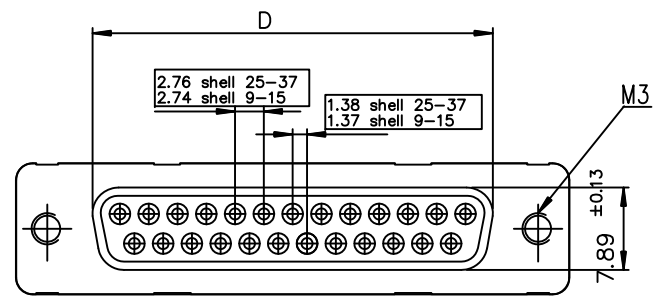 D
2.76 shell 25-37
2.74 shell 9-15
1.38 shell 25-37
1.37 shell 9-15
M3
7.89 ±0.13